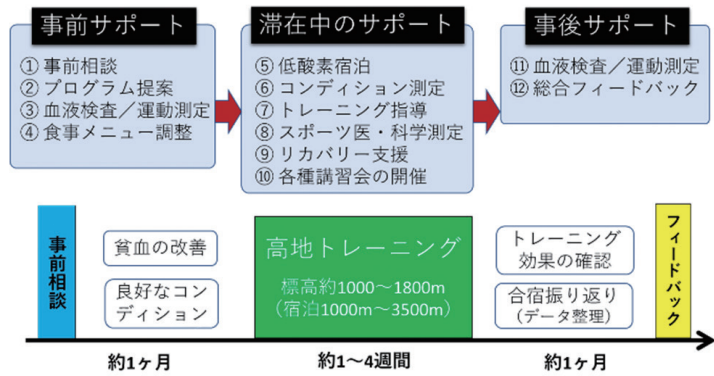 事前サポート
① 事前相談
② プログラム提案
③ 血液検査／運動測定
④ 食事メニュー調整
滞在中のサポート
⑤ 低酸素宿泊
⑥ コンディション測定
⑦ トレーニング指導
⑧ スポーツ医・科学測定
⑨ リカバリー支援
⑩ 各種講習会の開催
事後サポート
⑪ 血液検査／運動測定
⑫ 総合フィードバック
事前相談
貧血の改善
良好なコン
ディション
高地トレーニング
標高約1000～1800m
（宿泊1000m～3500m）
トレーニング
効果の確認
合宿振り返り
(データ整理)
フィードバック
約1ヶ月
約1～4週間
約1ヶ月